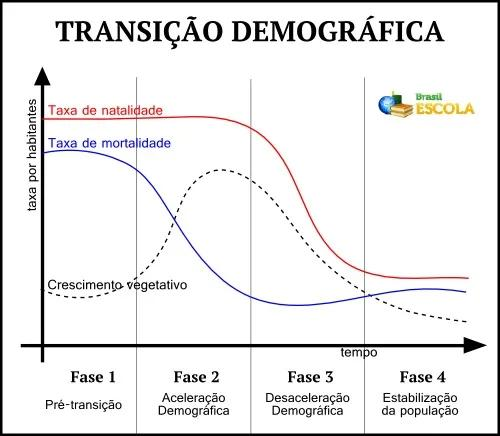 TRANSIÇÃO DEMOGRÁFICA
Brasil
ESCOLA
taxa por habitantes
Taxa de natalidade
Taxa de mortalidade
Crescimento vegetativo
tempo
Fase 1
Pré-transição
Fase 2
Aceleração
Demográfica
Fase 3
Desaceleração
Demográfica
Fase 4
Estabilização
da população